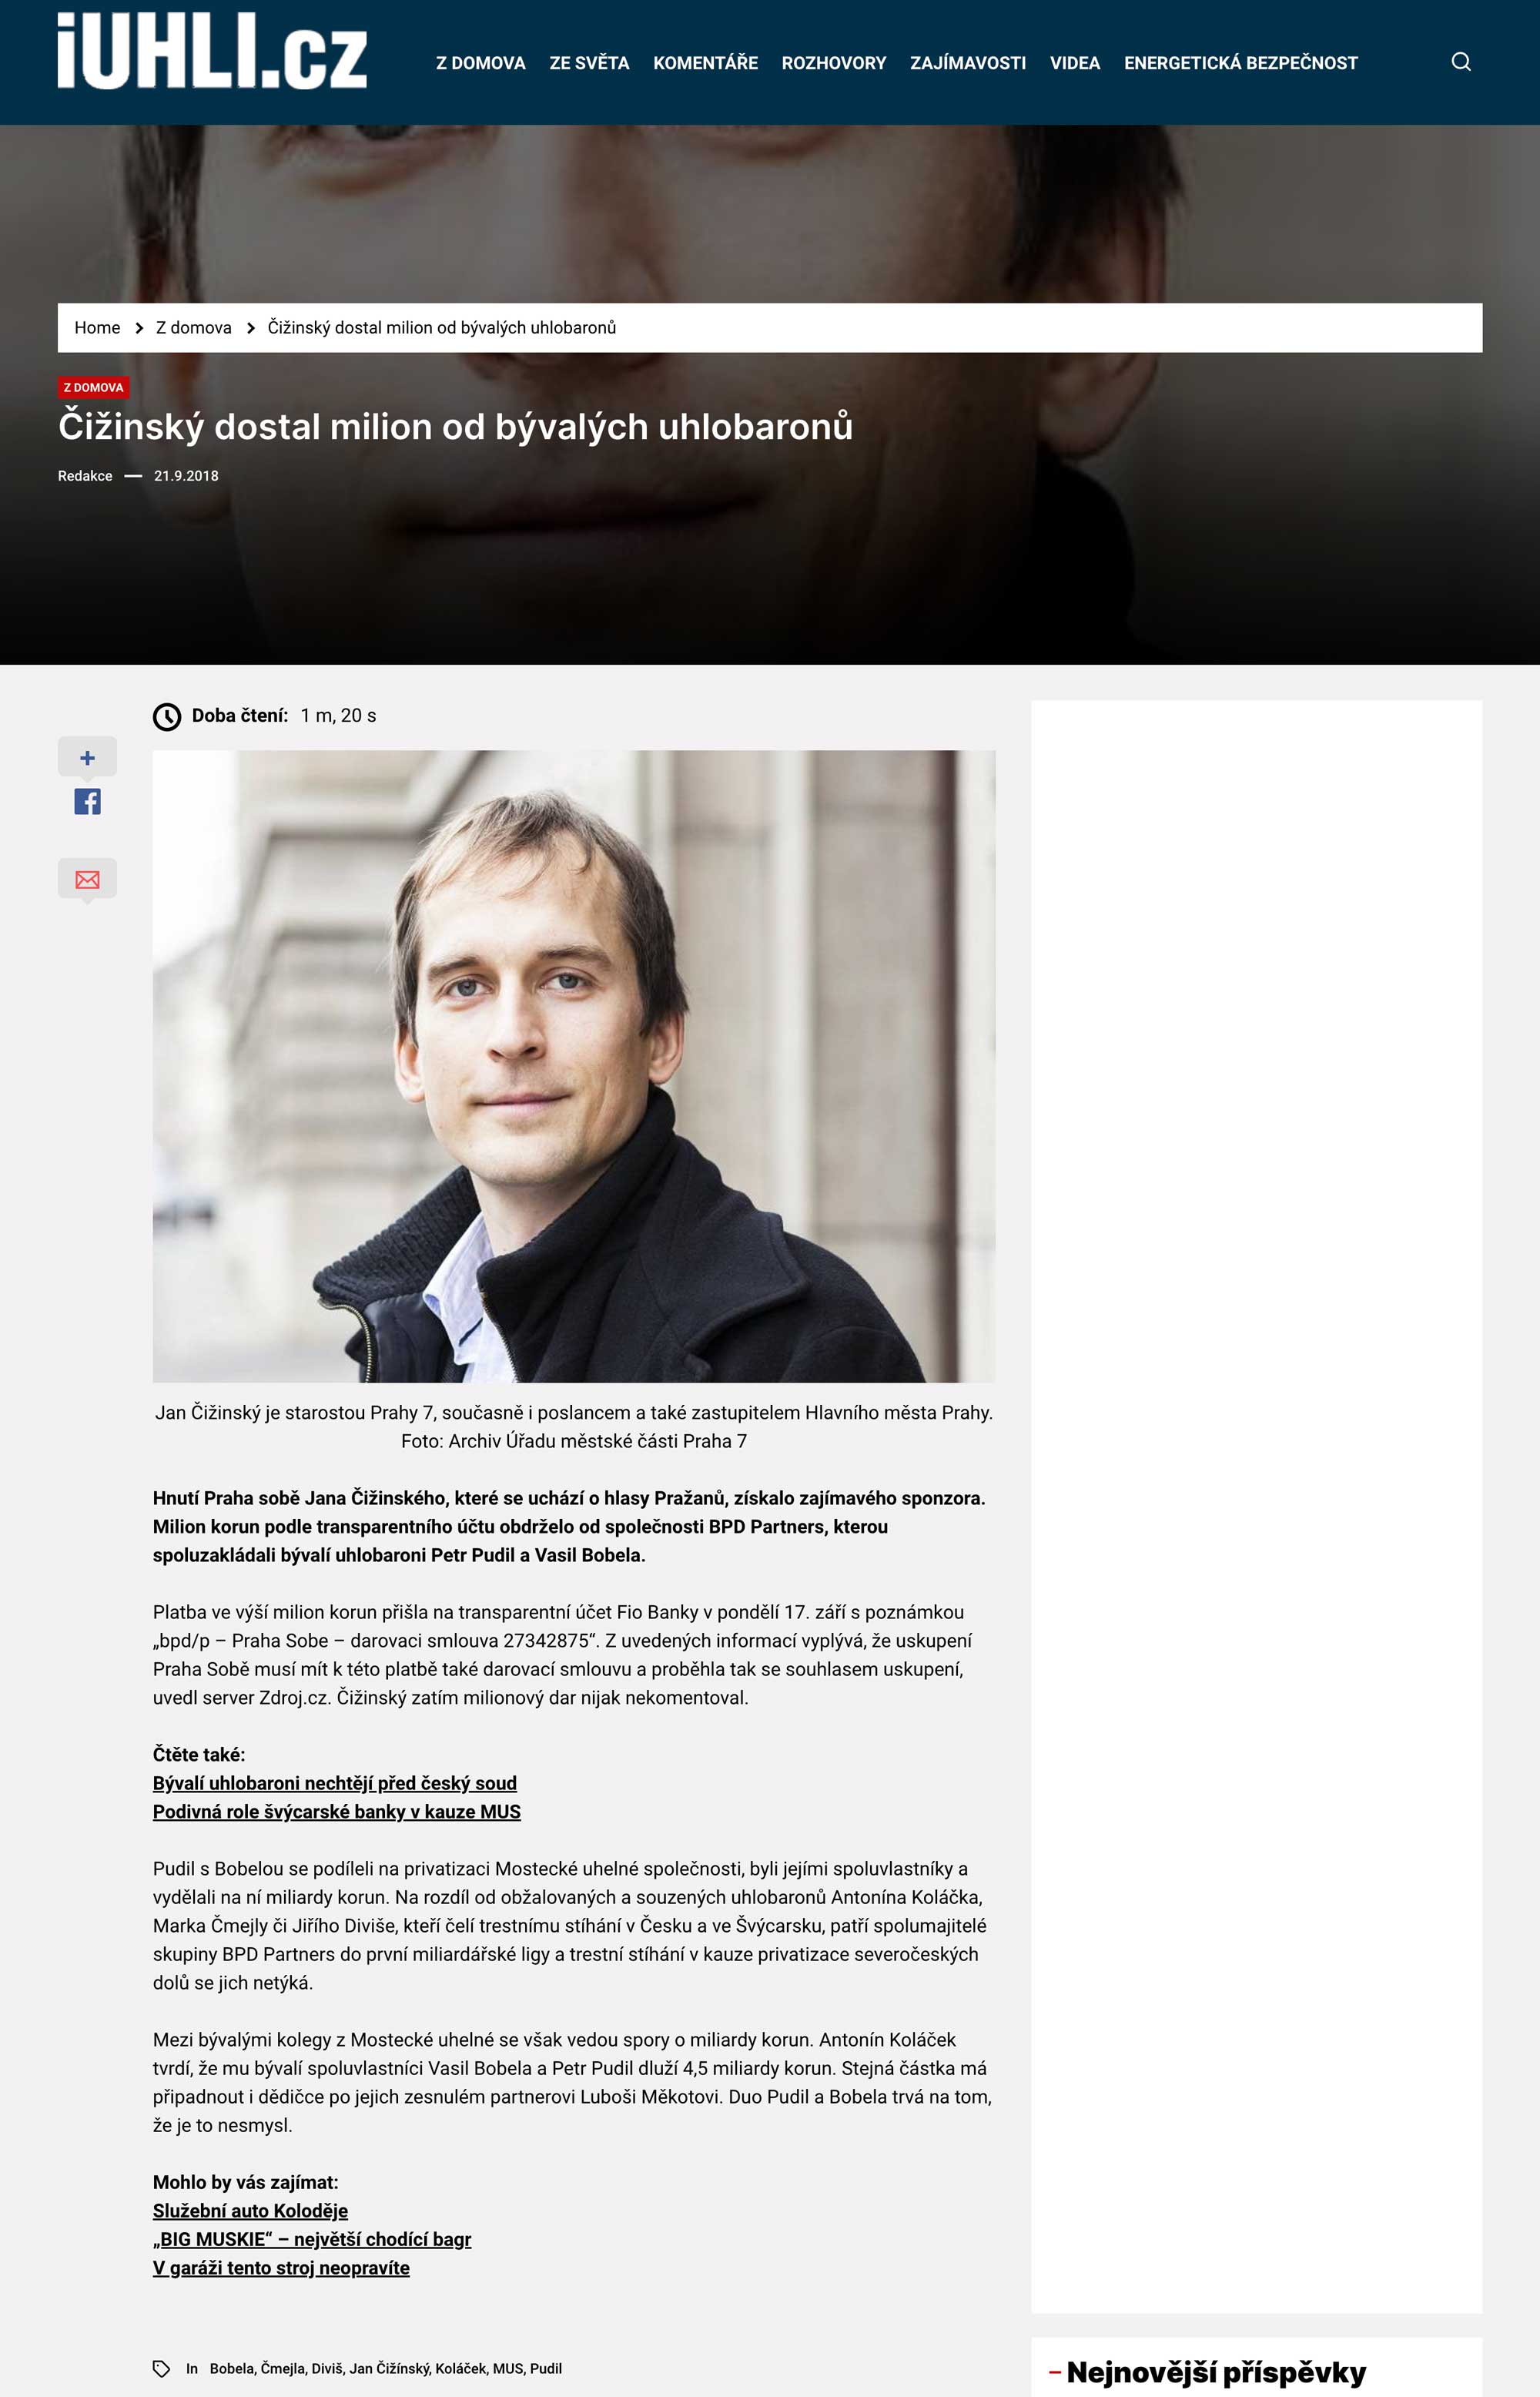 iUHLI.cz
Z DOMOVA ZE SVĚTA KOMENTÁŘE ROZHOVORY ZAJÍMAVOSTI VIDEA ENERGETICKÁ BEZPEČNOST
Home Z domova Čižinský dostal milion od bývalých uhlobaronů
Z DOMOVA
Čižinský dostal milion od bývalých uhlobaronů
Redakce — 21.9.2018
Doba čtení: 1 m, 20 s
Jan Čižinský je starostou Prahy 7, současně i poslancem a také zastupitelem Hlavního města Prahy.
Foto: Archiv Úřadu městské části Praha 7
Hnutí Praha sobě Jana Čižinského, které se uchází o hlasy Pražanů, získalo zajímavého sponzora.
Milion korun podle transparentního účtu obdrželo od společnosti BPD Partners, kterou
spoluzakládali bývalí uhlobaroni Petr Pudil a Vasil Bobela.
Platba ve výší milion korun přišla na transparentní účet Fio Banky v pondělí 17. září s poznámkou
„bpd/p – Praha Sobe – darovaci smlouva 27342875“. Z uvedených informací vyplývá, že uskupení
Praha Sobě musí mít k této platbě také darovací smlouvu a proběhla tak se souhlasem uskupení,
uvedl server Zdroj.cz. Čižinský zatím milionový dar nijak nekomentoval.
Čtěte také:
Bývalí uhlobaroni nechtějí před český soud
Podivná role švýcarské banky v kauze MUS
Pudil s Bobelou se podíleli na privatizaci Mostecké uhelné společnosti, byli jejími spoluvlastníky a
vydělali na ní miliardy korun. Na rozdíl od obžalovaných a souzených uhlobaronů Antonína Koláčka,
Marka Čmejly či Jiřího Diviše, kteří čelí trestnímu stíhání v Česku a ve Švýcarsku, patří spolumajitelé
skupiny BPD Partners do první miliardářské ligy a trestní stíhání v kauze privatizace severočeských
dolů se jich netýká.
Mezi bývalými kolegy z Mostecké uhelné se však vedou spory o miliardy korun. Antonín Koláček
tvrdí, že mu bývalí spoluvlastníci Vasil Bobela a Petr Pudil dluží 4,5 miliardy korun. Stejná částka má
připadnout i dědičce po jejich zesnulém partnerovi Luboši Měkotovi. Duo Pudil a Bobela trvá na tom,
že je to nesmysl.
Mohlo by vás zajímat:
Služební auto Koloděje
„BIG MUSKIE“ – největší chodící bagr
V garáži tento stroj neopravíte
In Bobela, Čmejla, Diviš, Jan Čižínský, Koláček, MUS, Pudil
Nejnovější příspěvky